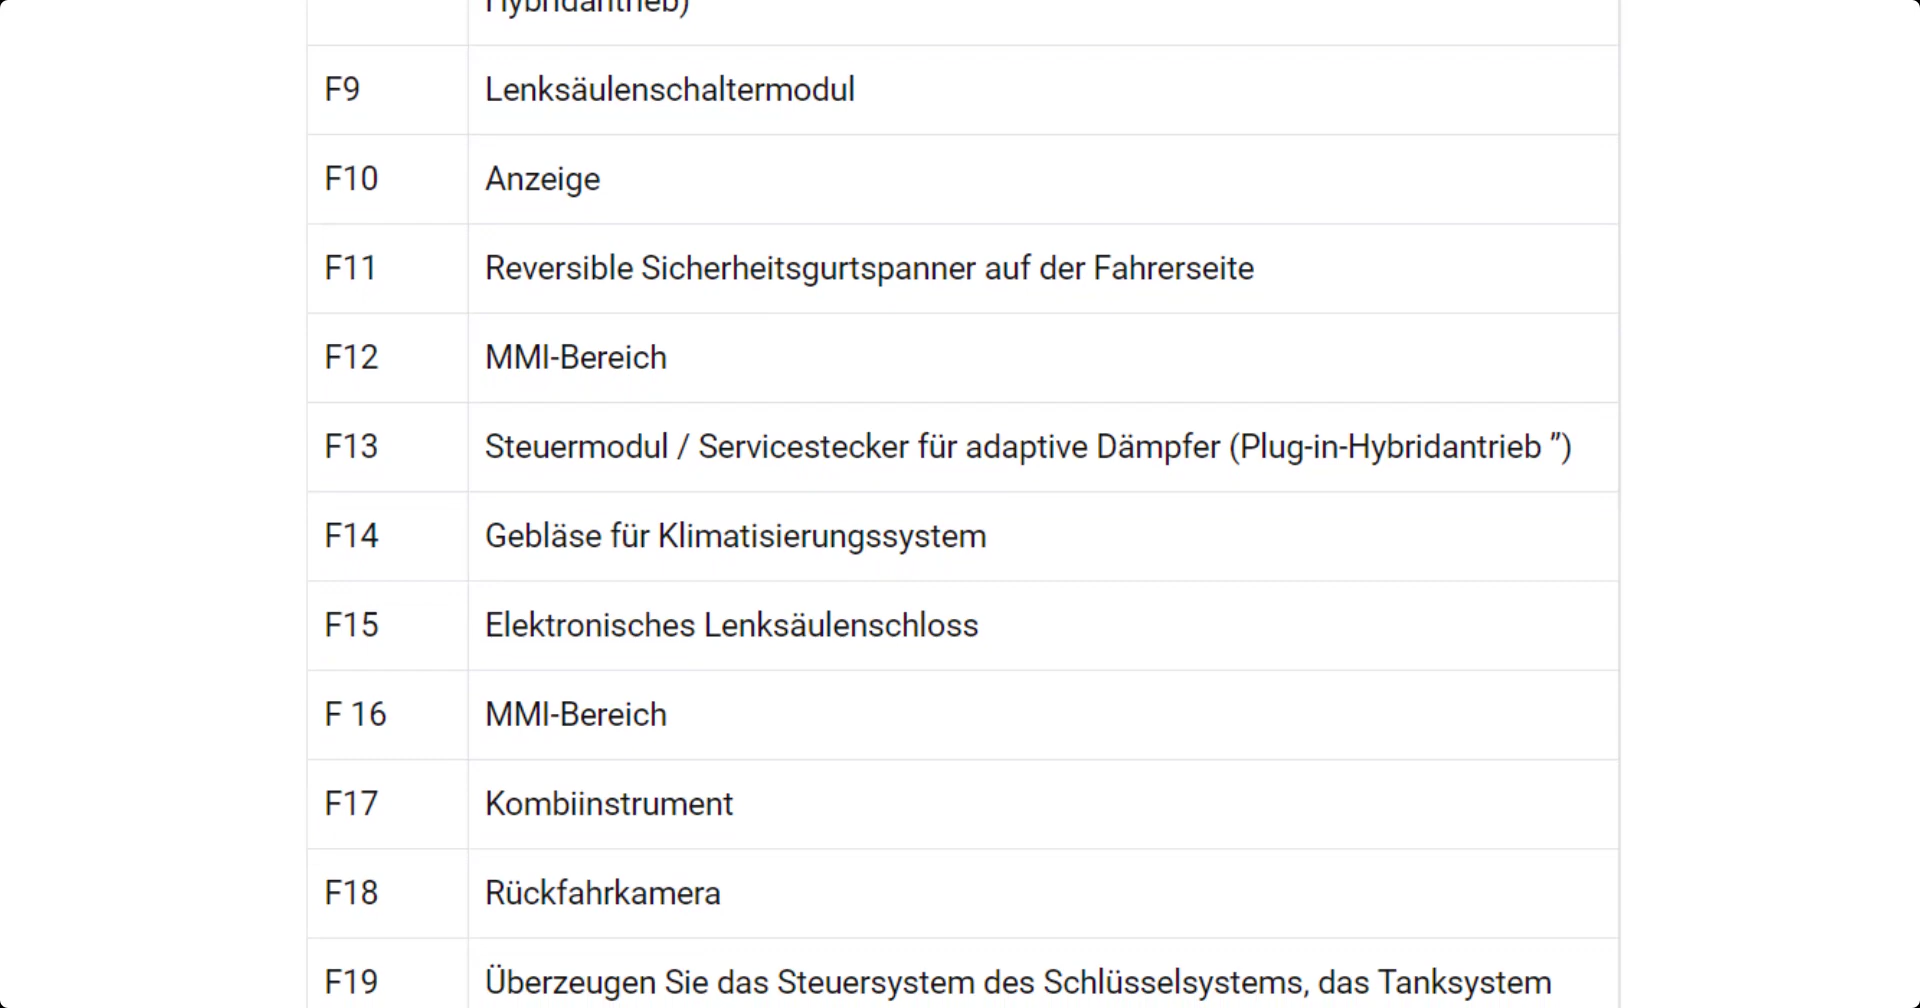 Hybridantrieb)
F9 Lenksäulenschaltermodul
F10 Anzeige
F11 Reversible Sicherheitsgurtspanner auf der Fahrerseite
F12 MMI-Bereich
F13 Steuermodul / Servicestecker für adaptive Dämpfer (Plug-in-Hybridantrieb ”)
F14 Gebläse für Klimatisierungssystem
F15 Elektronisches Lenksäulenschloss
F 16 MMI-Bereich
F17 Kombiinstrument
F18 Rückfahrkamera
F19 Überzeugen Sie das Steuersystem des Schlüsselsystems, das Tanksystem